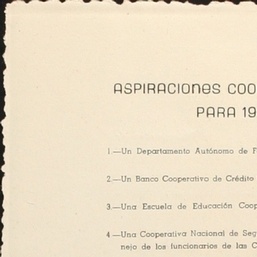 ASPIRACIONES COO
PARA 19
1.—Un Departamento Autónomo de F
2.—Un Banco Cooperativo de Crédito
3.—Una Escuela de Educación Coop
4.—Una Cooperativa Nacional de Seg
nejo de los funcionarios de las C